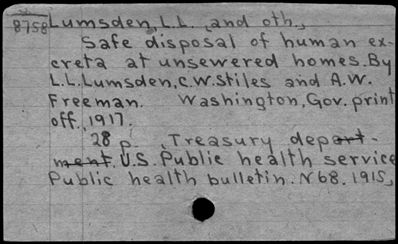 8758 Lumsden, L.L. , and oth.,
Safe disposal of human ex-
creta at unsewered homes. By
L.L. Lumsden, C.W. Stiles and A.W.
Freeman. Washington, Gov. print
off., 1917.
28 p. , Treasury depart-
ment. U.S. Public health service
Public health bulletin. No 68. 1915,